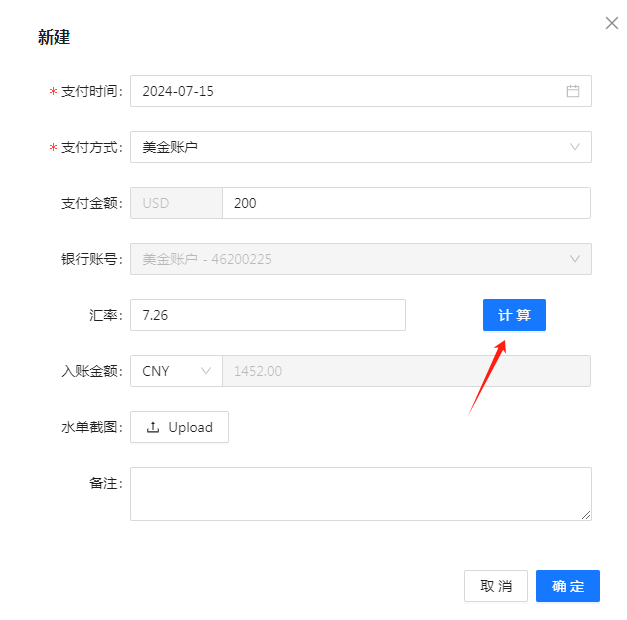 新建
* 支付时间: 2024-07-15
* 支付方式: 美金账户
支付金额: USD 200
银行账号: 美金账户 - 46200225
汇率: 7.26 计 算
入账金额: CNY 1452.00
水单截图: Upload
备注:
取 消 确 定